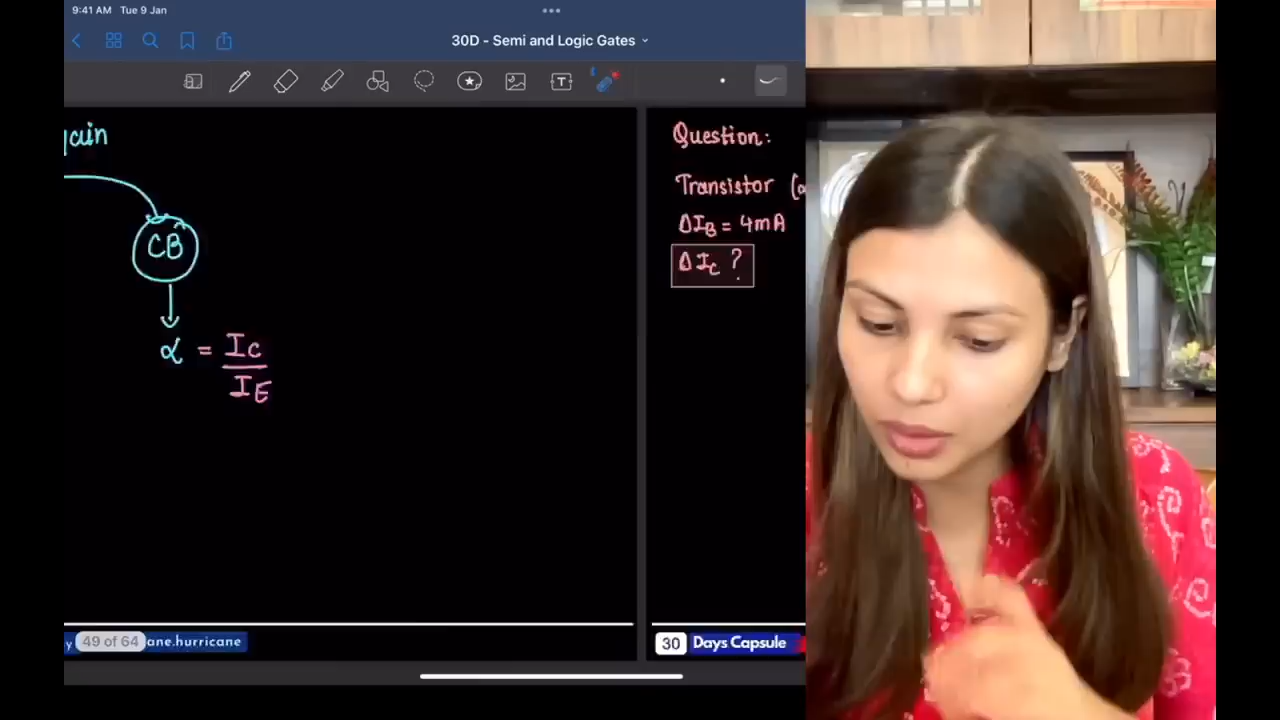 9:41 AM Tue 9 Jan
30D - Semi and Logic Gates
T
gain
CB
α = IC
IE
Question:
Transistor (α
ΔIB = 4mA
ΔIC ?
y 49 of 64 ane.hurricane
30 Days Capsule